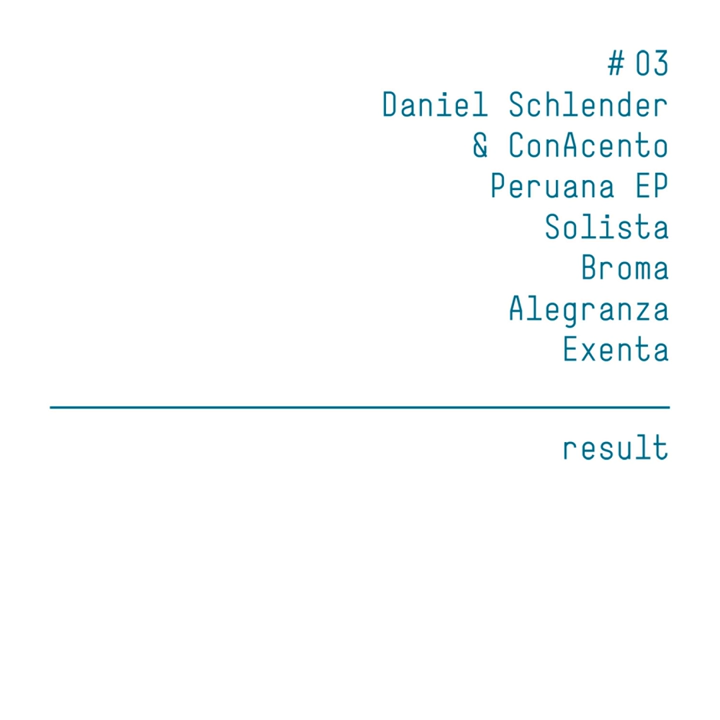 # 03
Daniel Schlender
& ConAcento
Peruana EP
Solista
Broma
Alegranza
Exenta
result